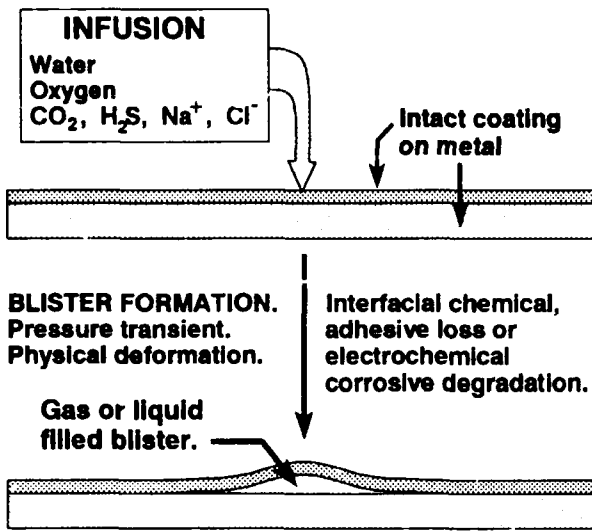 INFUSION
Water
Oxygen
CO₂, H₂S, Na⁺, Cl⁻
Intact coating
on metal
BLISTER FORMATION.
Pressure transient.
Physical deformation.
Interfacial chemical,
adhesive loss or
electrochemical
corrosive degradation.
Gas or liquid
filled blister.